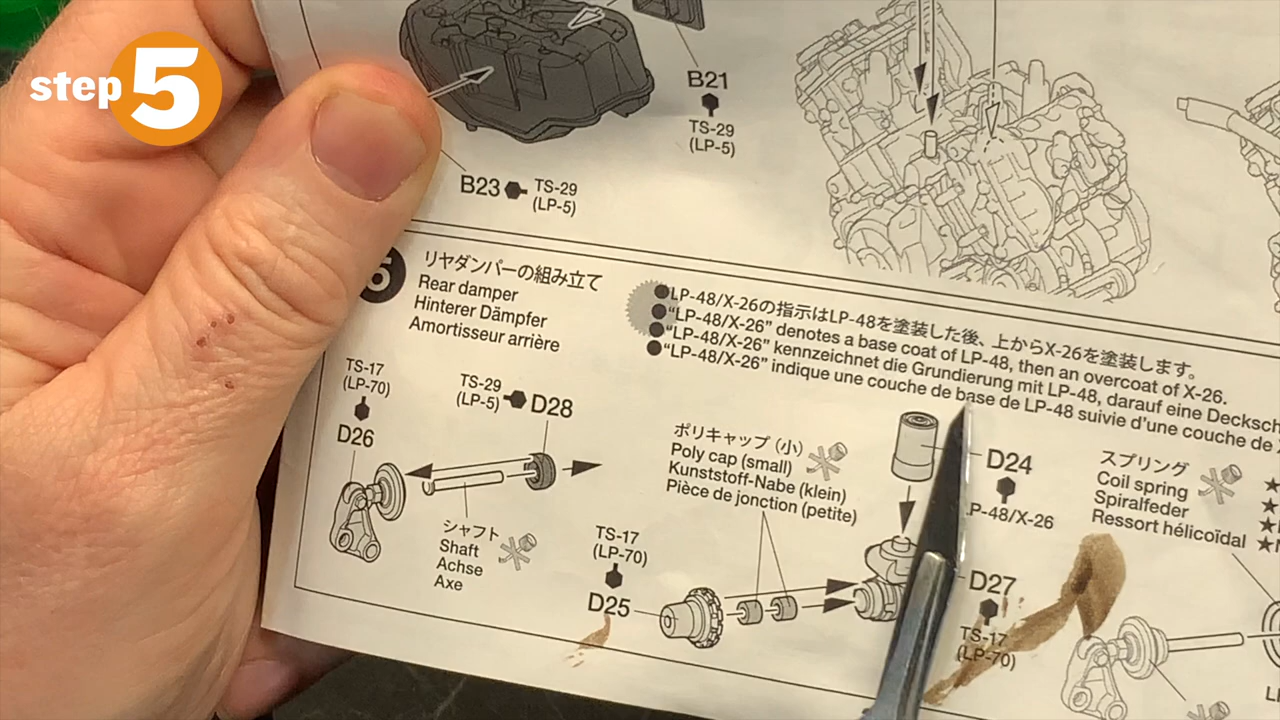 step 5
B21
TS-29
(LP-5)
B23
TS-29
(LP-5)
5
リヤダンパーの組み立て
Rear damper
Hinterer Dämpfer
Amortisseur arrière
●LP-48/X-26の指示はLP-48を塗装した後、上からX-26を塗装します。
●"LP-48/X-26" denotes a base coat of LP-48, then an overcoat of X-26.
●"LP-48/X-26" kennzeichnet die Grundierung mit LP-48, darauf eine Decksch
●"LP-48/X-26" indique une couche de base de LP-48 suivie d'une couche de
TS-17
(LP-70)
D26
TS-29
(LP-5)
D28
シャフト
Shaft
Achse
Axe
ポリキャップ（小）
Poly cap (small)
Kunststoff-Nabe (klein)
Pièce de jonction (petite)
TS-17
(LP-70)
D25
D24
P-48/X-26
D27
TS-17
(LP-70)
スプリング
Coil spring
Spiralfeder
Ressort hélicoïdal
★
★
★
★